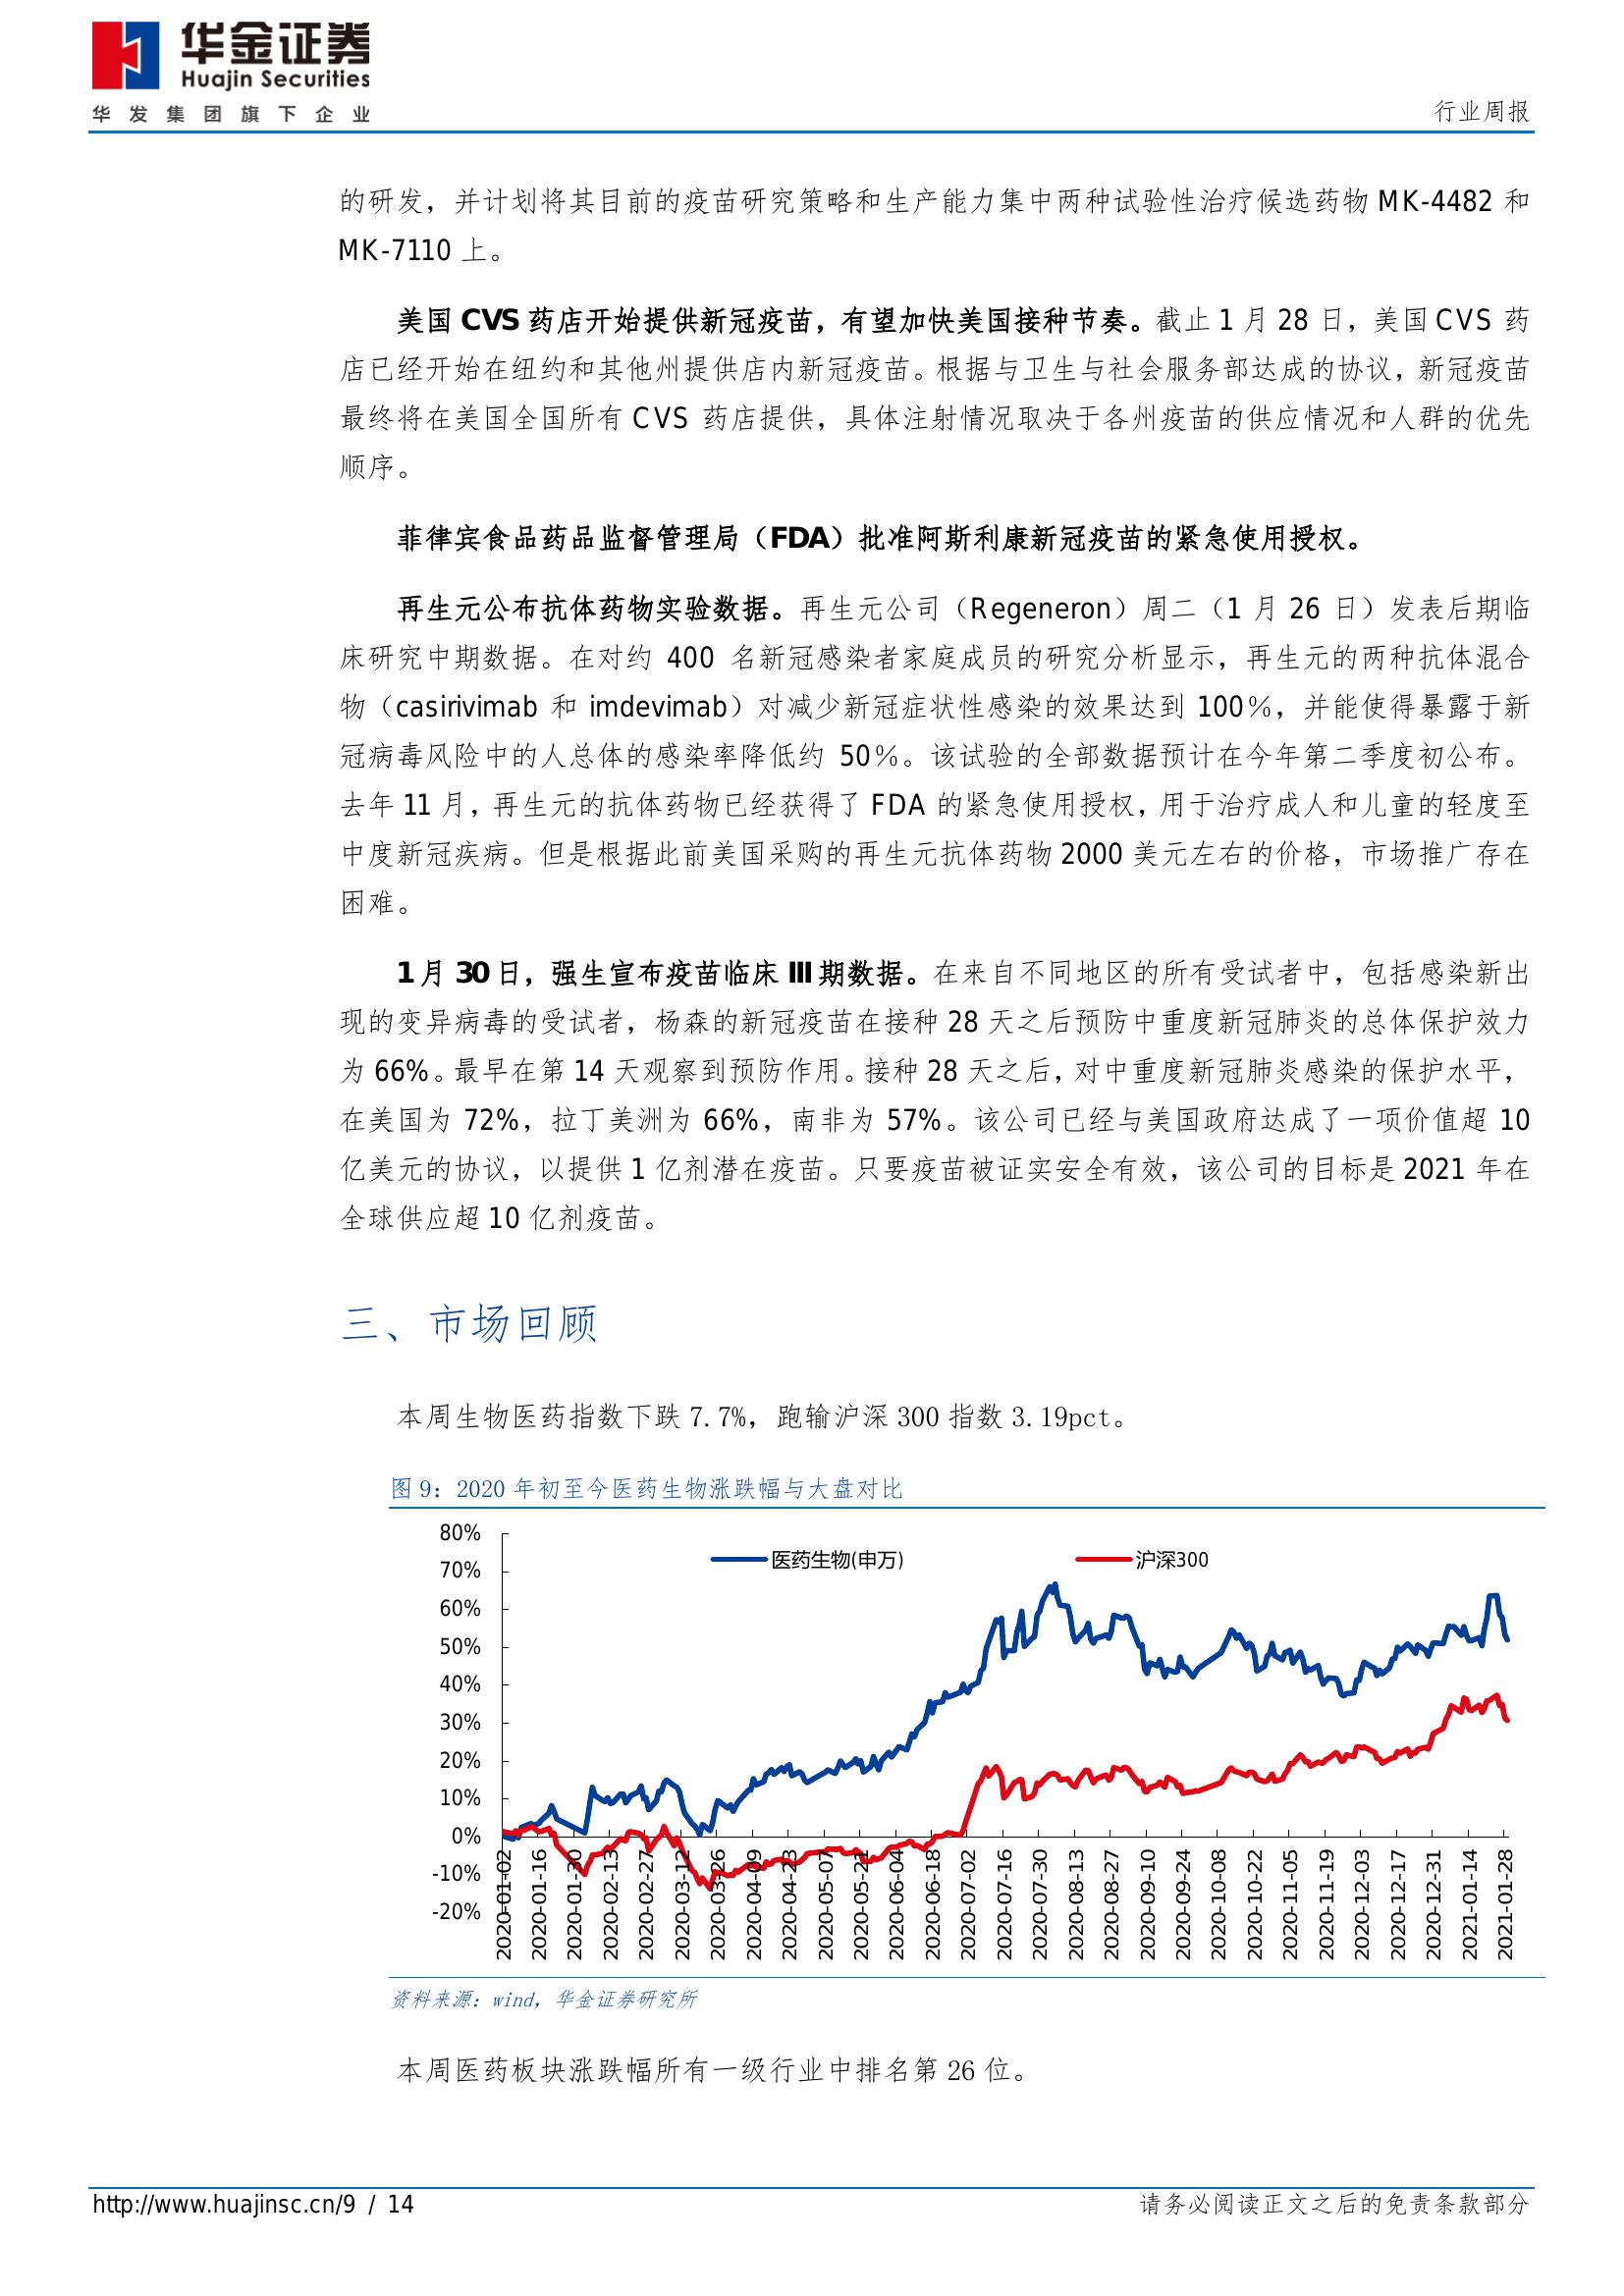 华金证券
Huajin Securities
华发集团旗下企业
行业周报
的研发，并计划将其目前的疫苗研究策略和生产能力集中两种试验性治疗候选药物 MK-4482 和
MK-7110 上。
美国 CVS 药店开始提供新冠疫苗，有望加快美国接种节奏。截止 1 月 28 日，美国 CVS 药
店已经开始在纽约和其他州提供店内新冠疫苗。根据与卫生与社会服务部达成的协议，新冠疫苗
最终将在美国全国所有 CVS 药店提供，具体注射情况取决于各州疫苗的供应情况和人群的优先
顺序。
菲律宾食品药品监督管理局（FDA）批准阿斯利康新冠疫苗的紧急使用授权。
再生元公布抗体药物实验数据。再生元公司（Regeneron）周二（1 月 26 日）发表后期临
床研究中期数据。在对约 400 名新冠感染者家庭成员的研究分析显示，再生元的两种抗体混合
物（casirivimab 和 imdevimab）对减少新冠症状性感染的效果达到 100％，并能使得暴露于新
冠病毒风险中的人总体的感染率降低约 50％。该试验的全部数据预计在今年第二季度初公布。
去年 11 月，再生元的抗体药物已经获得了 FDA 的紧急使用授权，用于治疗成人和儿童的轻度至
中度新冠疾病。但是根据此前美国采购的再生元抗体药物 2000 美元左右的价格，市场推广存在
困难。
1 月 30 日，强生宣布疫苗临床 III 期数据。在来自不同地区的所有受试者中，包括感染新出
现的变异病毒的受试者，杨森的新冠疫苗在接种 28 天之后预防中重度新冠肺炎的总体保护效力
为 66%。最早在第 14 天观察到预防作用。接种 28 天之后，对中重度新冠肺炎感染的保护水平，
在美国为 72%，拉丁美洲为 66%，南非为 57%。该公司已经与美国政府达成了一项价值超 10
亿美元的协议，以提供 1 亿剂潜在疫苗。只要疫苗被证实安全有效，该公司的目标是 2021 年在
全球供应超 10 亿剂疫苗。
三、市场回顾
本周生物医药指数下跌 7.7%，跑输沪深 300 指数 3.19pct。
图 9：2020 年初至今医药生物涨跌幅与大盘对比
80%
70%
60%
50%
40%
30%
20%
10%
0%
-10%
-20%
医药生物(申万)
沪深300
2020-01-02
2020-01-16
2020-01-30
2020-02-13
2020-02-27
2020-03-12
2020-03-26
2020-04-09
2020-04-23
2020-05-07
2020-05-21
2020-06-04
2020-06-18
2020-07-02
2020-07-16
2020-07-30
2020-08-13
2020-08-27
2020-09-10
2020-09-24
2020-10-08
2020-10-22
2020-11-05
2020-11-19
2020-12-03
2020-12-17
2020-12-31
2021-01-14
2021-01-28
资料来源：wind，华金证券研究所
本周医药板块涨跌幅所有一级行业中排名第 26 位。
http://www.huajinsc.cn/9 / 14
请务必阅读正文之后的免责条款部分